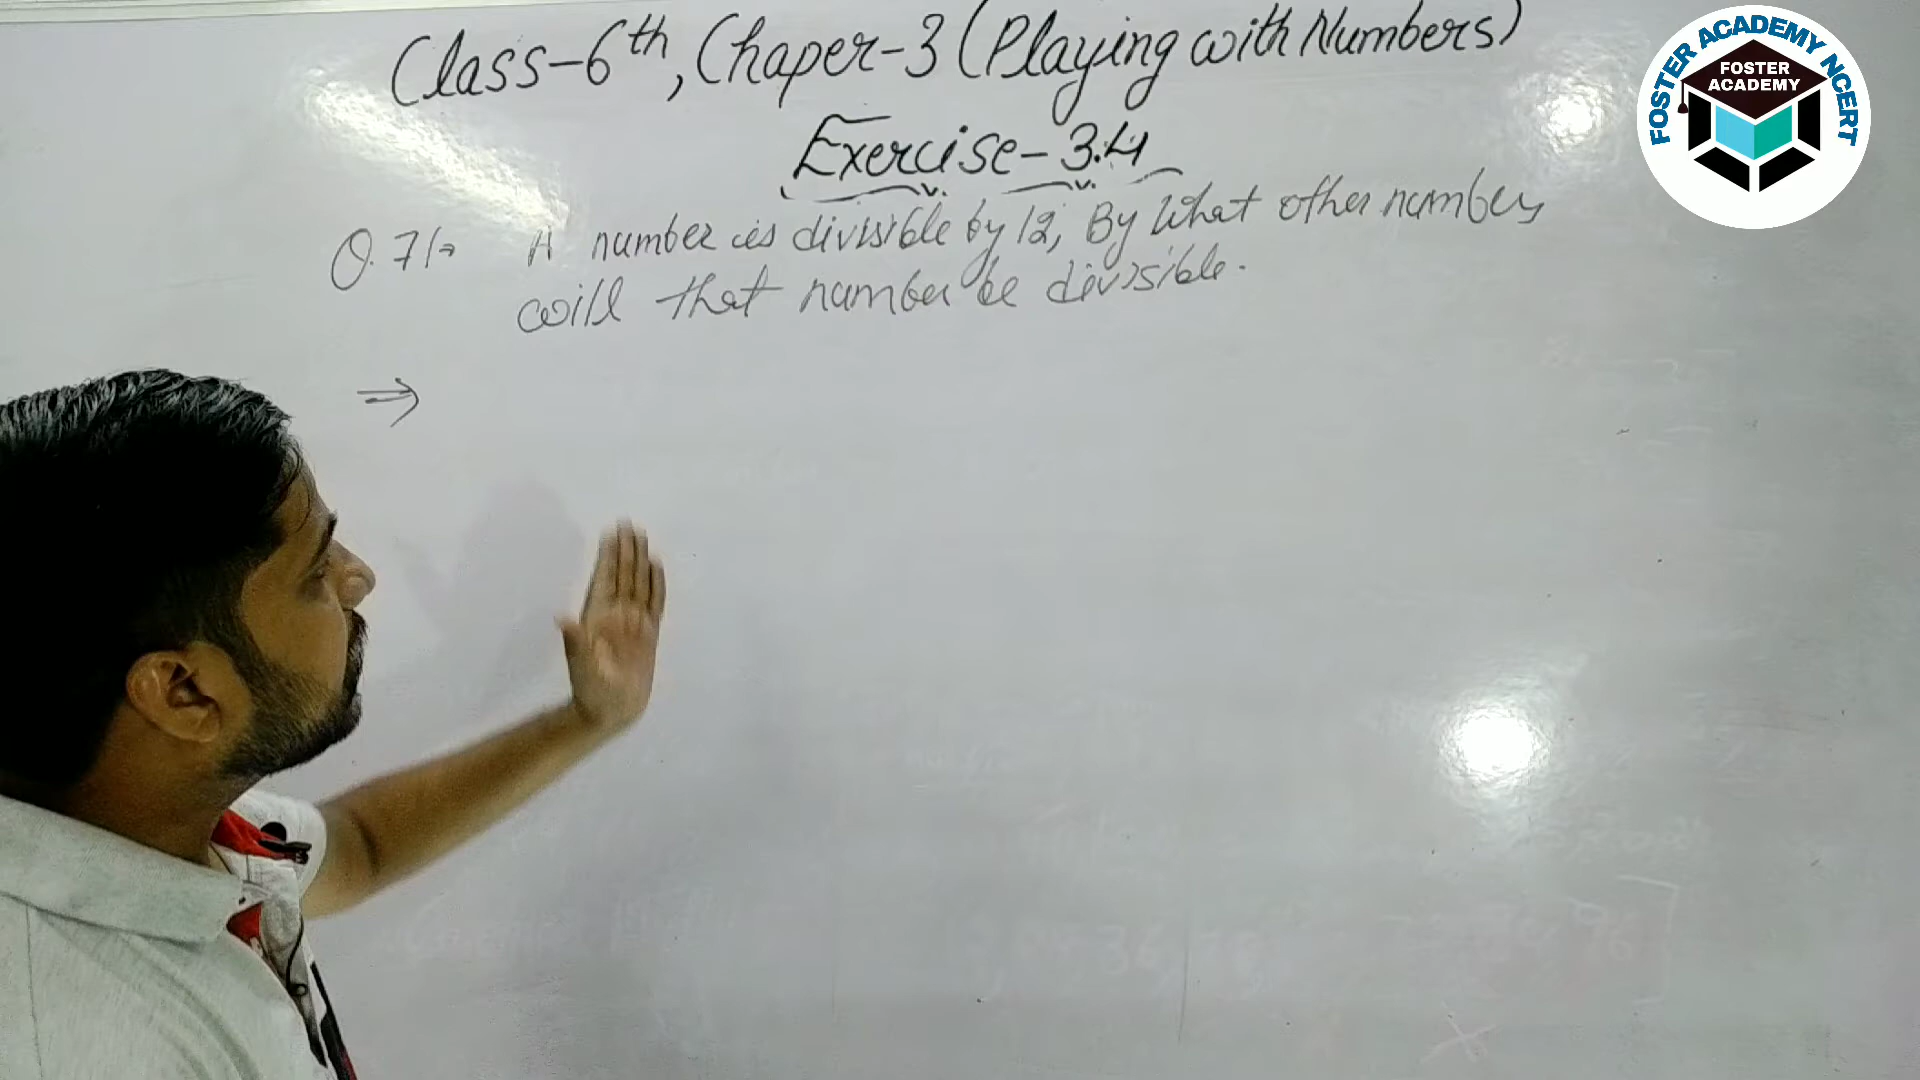 Class-6th, Chaper-3 (Playing with Numbers)
Exercise-3.4
Q.7/→ A number is divisible by 12, By What other number,
will that number be divisible.
⇒
FOSTER ACADEMY NCERT
FOSTER
ACADEMY